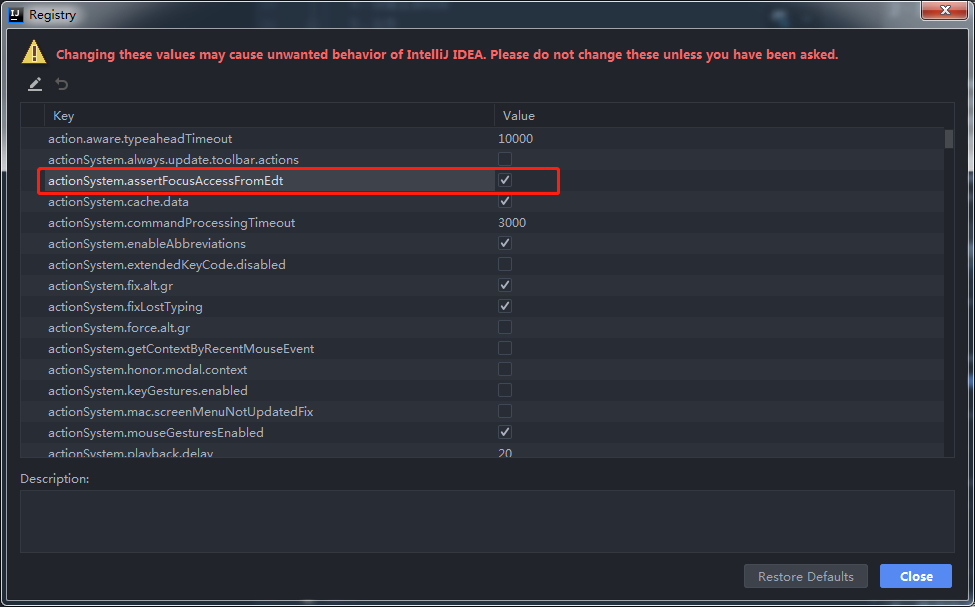 IJ Registry
Changing these values may cause unwanted behavior of IntelliJ IDEA. Please do not change these unless you have been asked.
Key Value
action.aware.typeaheadTimeout 10000
actionSystem.always.update.toolbar.actions
actionSystem.assertFocusAccessFromEdt
actionSystem.cache.data
actionSystem.commandProcessingTimeout 3000
actionSystem.enableAbbreviations
actionSystem.extendedKeyCode.disabled
actionSystem.fix.alt.gr
actionSystem.fixLostTyping
actionSystem.force.alt.gr
actionSystem.getContextByRecentMouseEvent
actionSystem.honor.modal.context
actionSystem.keyGestures.enabled
actionSystem.mac.screenMenuNotUpdatedFix
actionSystem.mouseGesturesEnabled
actionSystem.playback.delay 20
Description:
Restore Defaults Close